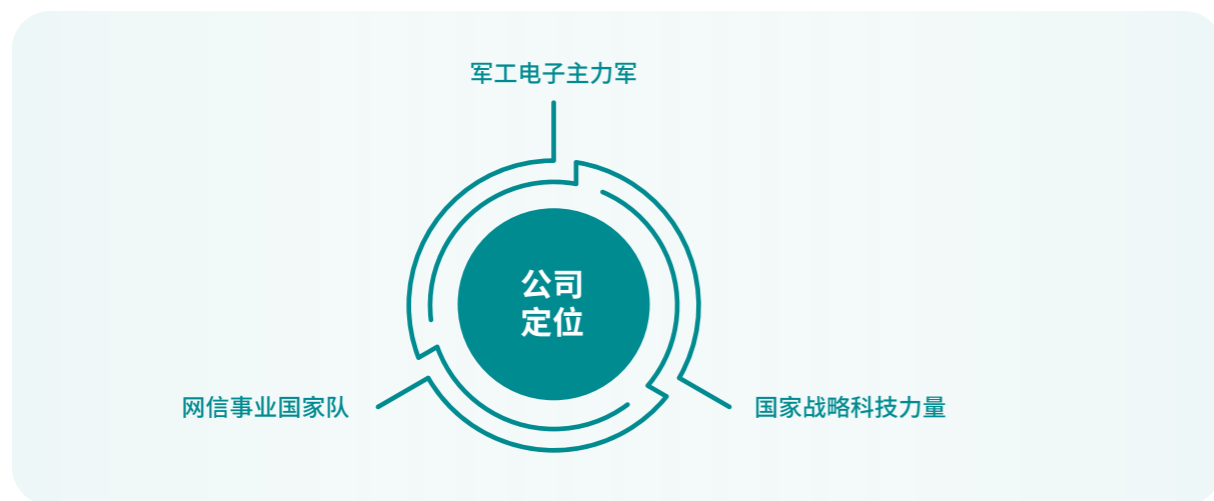 军工电子主力军
公司
定位
网信事业国家队
国家战略科技力量